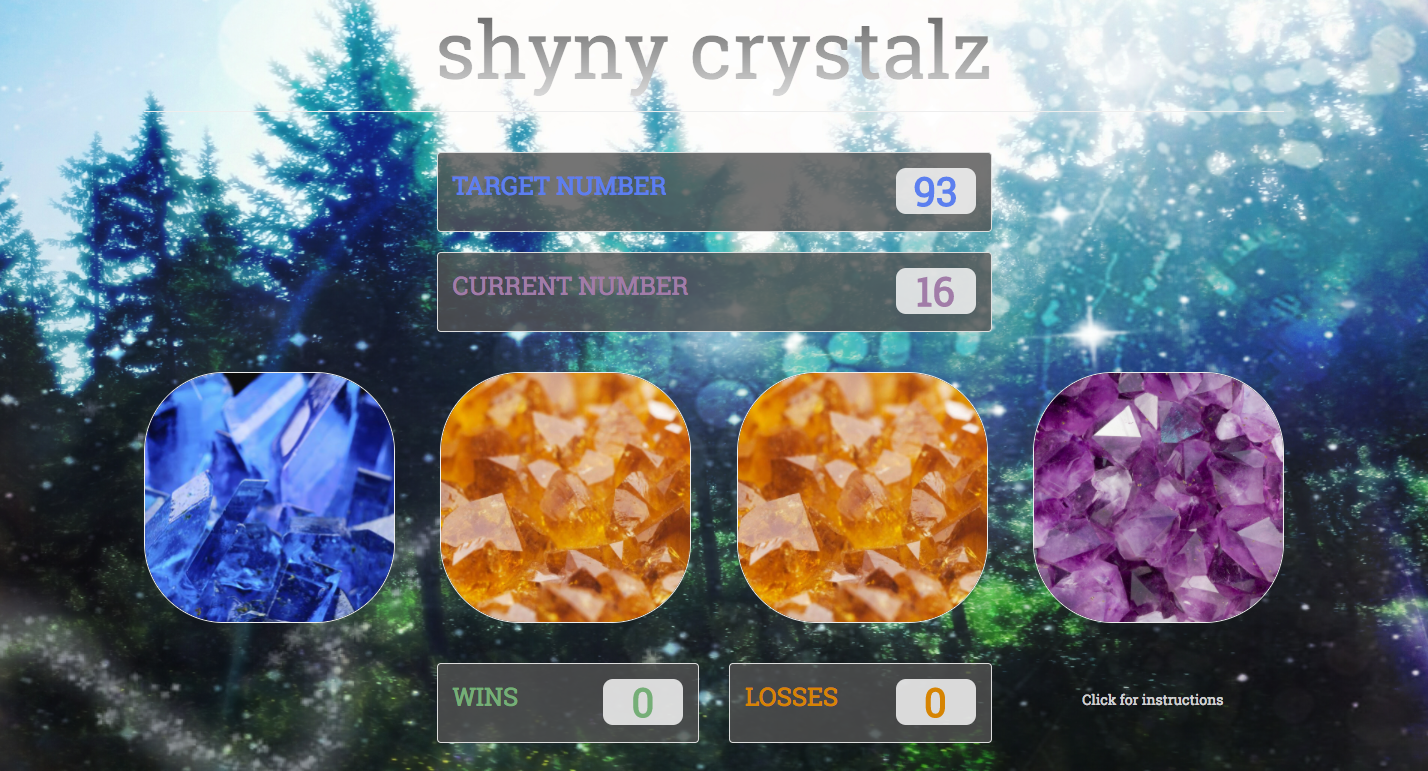 shyny crystalz
TARGET NUMBER 93
CURRENT NUMBER 16
WINS 0 LOSSES 0
Click for instructions